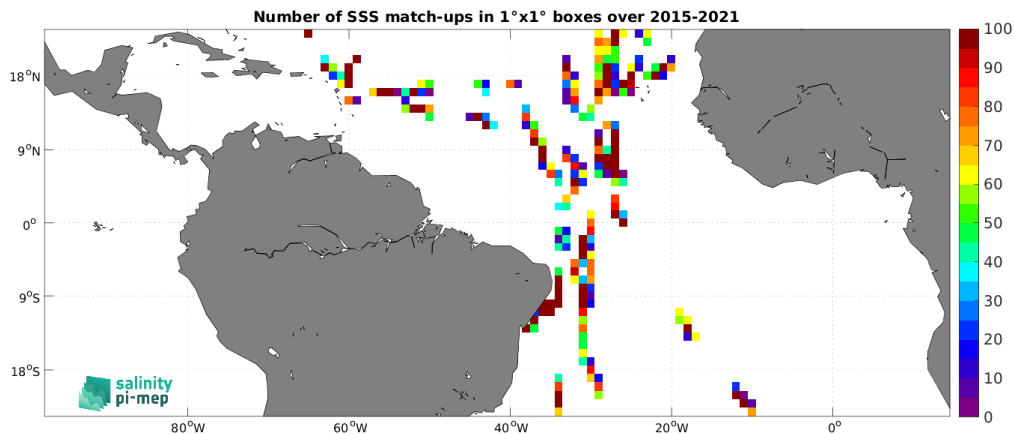 Number of SSS match-ups in 1°x1° boxes over 2015-2021
18°N
9°N
0°
9°S
18°S
80°W
60°W
40°W
20°W
0°
100
90
80
70
60
50
40
30
20
10
0
salinity
pi-mep